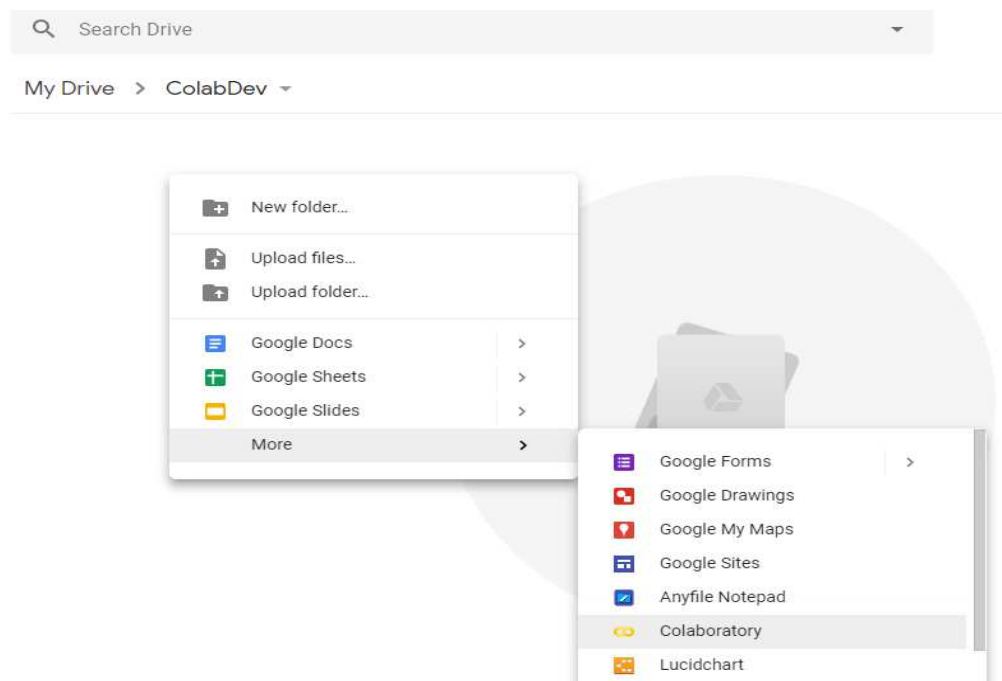 Search Drive
My Drive > ColabDev
New folder...
Upload files...
Upload folder...
Google Docs
Google Sheets
Google Slides
More
Google Forms
Google Drawings
Google My Maps
Google Sites
Anyfile Notepad
Colaboratory
Lucidchart